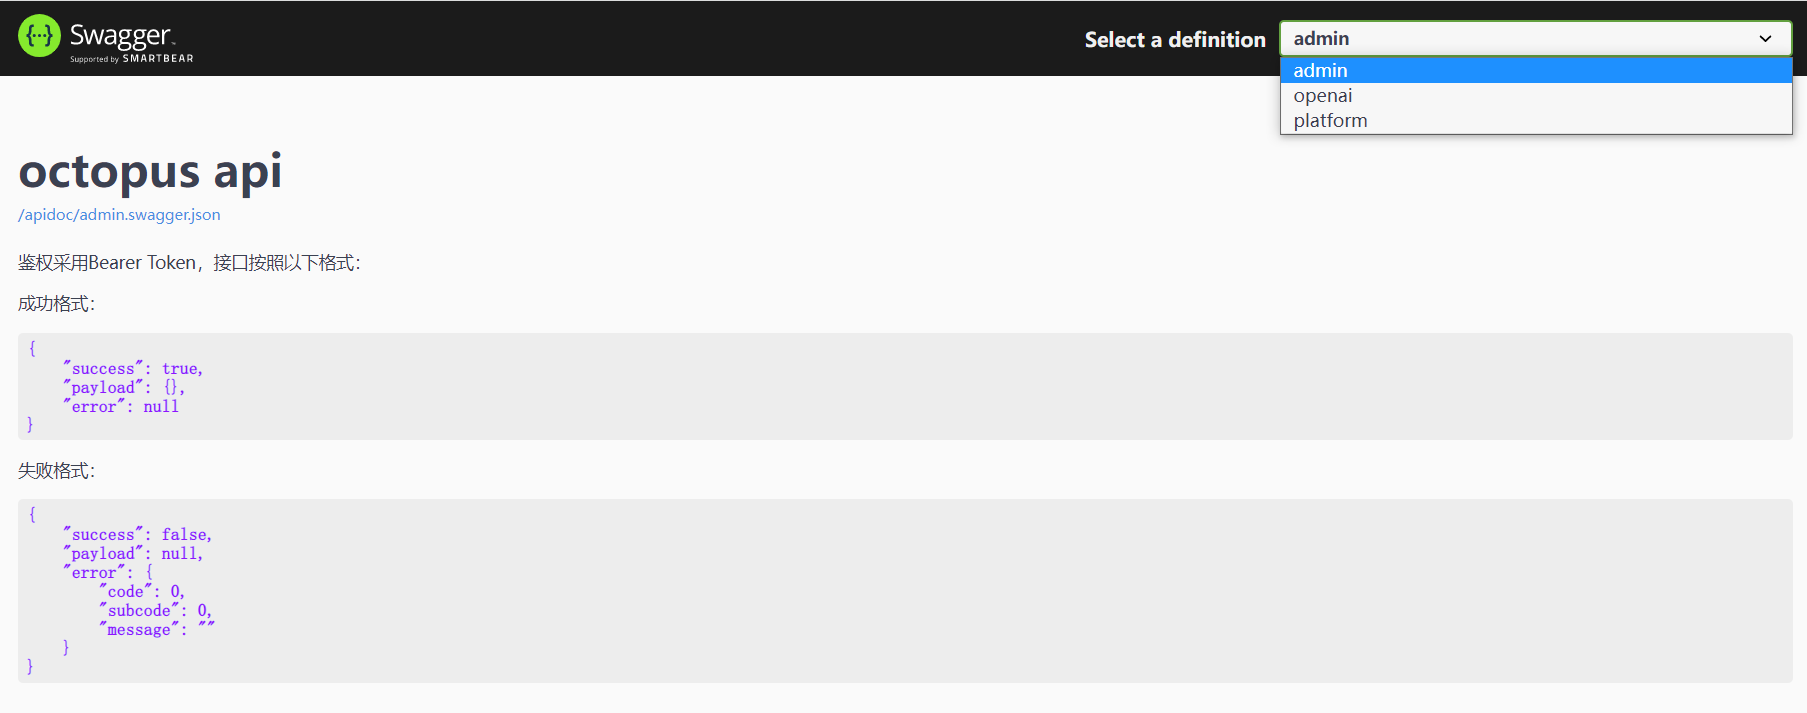 Swagger™
Supported by SMARTBEAR
Select a definition
admin
admin
openai
platform
octopus api
/apidoc/admin.swagger.json
鉴权采用Bearer Token，接口按照以下格式：
成功格式：
{
    "success": true,
    "payload": {},
    "error": null
}
失败格式：
{
    "success": false,
    "payload": null,
    "error": {
        "code": 0,
        "subcode": 0,
        "message": ""
    }
}